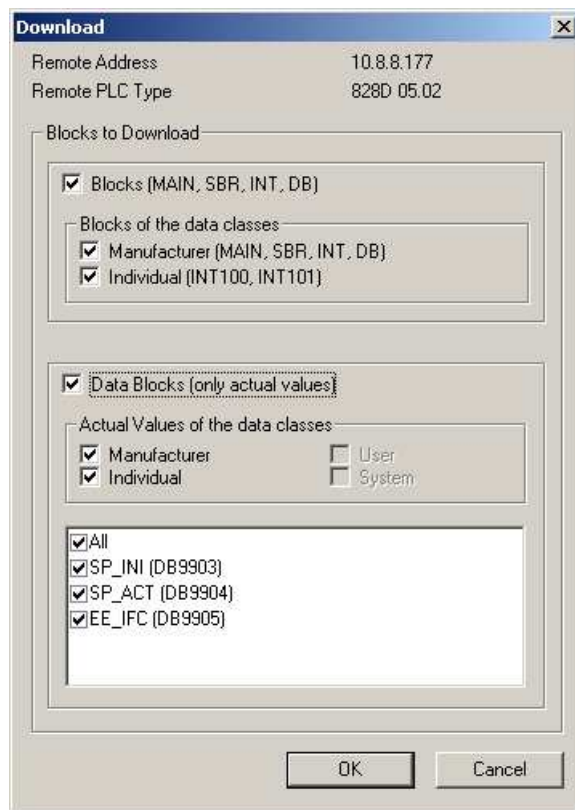 Download
Remote Address 10.8.8.177
Remote PLC Type 828D 05.02
Blocks to Download
Blocks (MAIN, SBR, INT, DB)
Blocks of the data classes
Manufacturer (MAIN, SBR, INT, DB)
Individual (INT100, INT101)
Data Blocks (only actual values)
Actual Values of the data classes
Manufacturer User
Individual System
All
SP_INI (DB9903)
SP_ACT (DB9904)
EE_IFC (DB9905)
OK Cancel